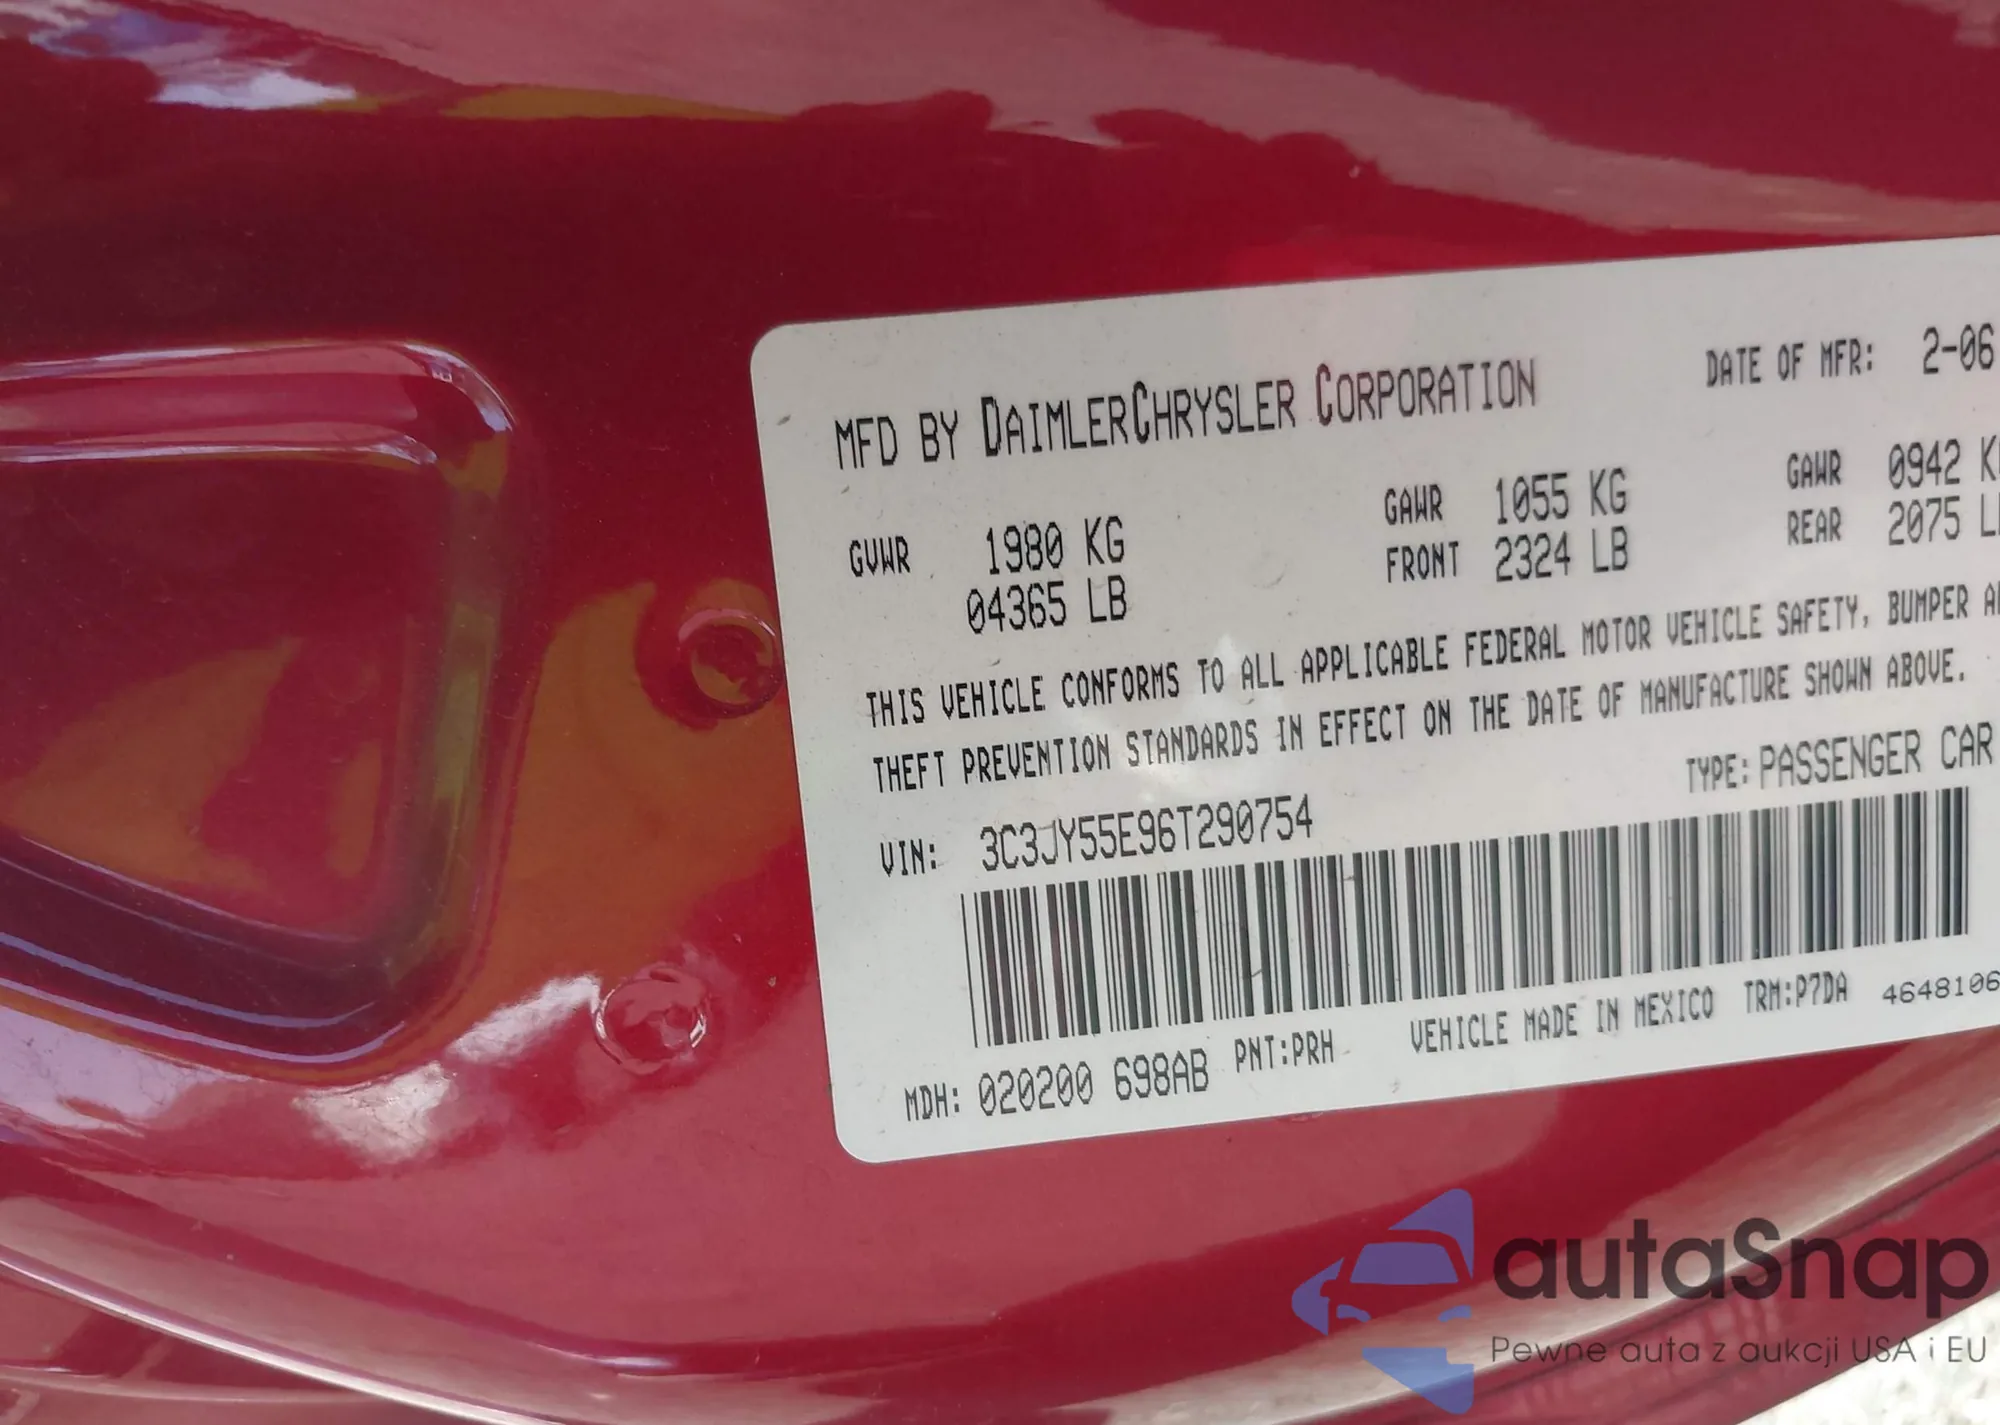 MFD BY DAIMLERCHRYSLER CORPORATION DATE OF MFR: 2-06
GVWR 1980 KG GAWR 1055 KG GAWR 0942 K
04365 LB FRONT 2324 LB REAR 2075 L
THIS VEHICLE CONFORMS TO ALL APPLICABLE FEDERAL MOTOR VEHICLE SAFETY, BUMPER
THEFT PREVENTION STANDARDS IN EFFECT ON THE DATE OF MANUFACTURE SHOWN ABOVE.
VIN: 3C3JY55E96T290754 TYPE: PASSENGER CAR
MDH: 020200 698AB PNT:PRH VEHICLE MADE IN MEXICO TRM:P7DA 4648106
autaSnap
Pewne auta z aukcji USA i EU